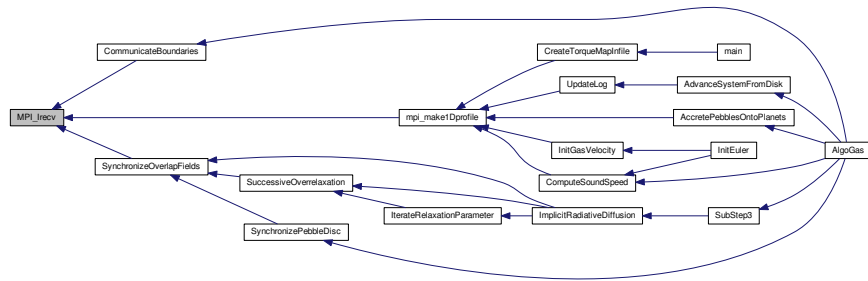 CommunicateBoundaries
CreateTorqueMapInfile
main
UpdateLog
AdvanceSystemFromDisk
MPI_Irecv
mpi_make1Dprofile
AccretePebblesOntoPlanets
InitGasVelocity
InitEuler
AlgoGas
SynchronizeOverlapFields
SuccessiveOverrelaxation
ComputeSoundSpeed
IterateRelaxationParameter
ImplicitRadiativeDiffusion
SubStep3
SynchronizePebbleDisc